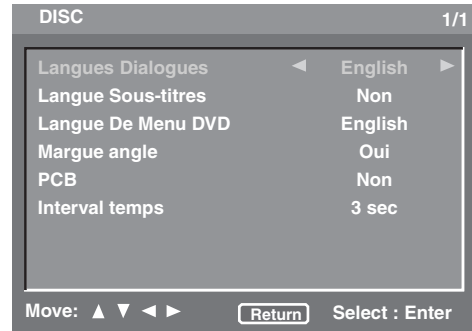 DISC 1/1
Langues Dialogues ◄ English ►
Langue Sous-titres Non
Langue De Menu DVD English
Margue angle Oui
PCB Non
Interval temps 3 sec
Move: ▲ ▼ ◄ ► Return Select : Enter